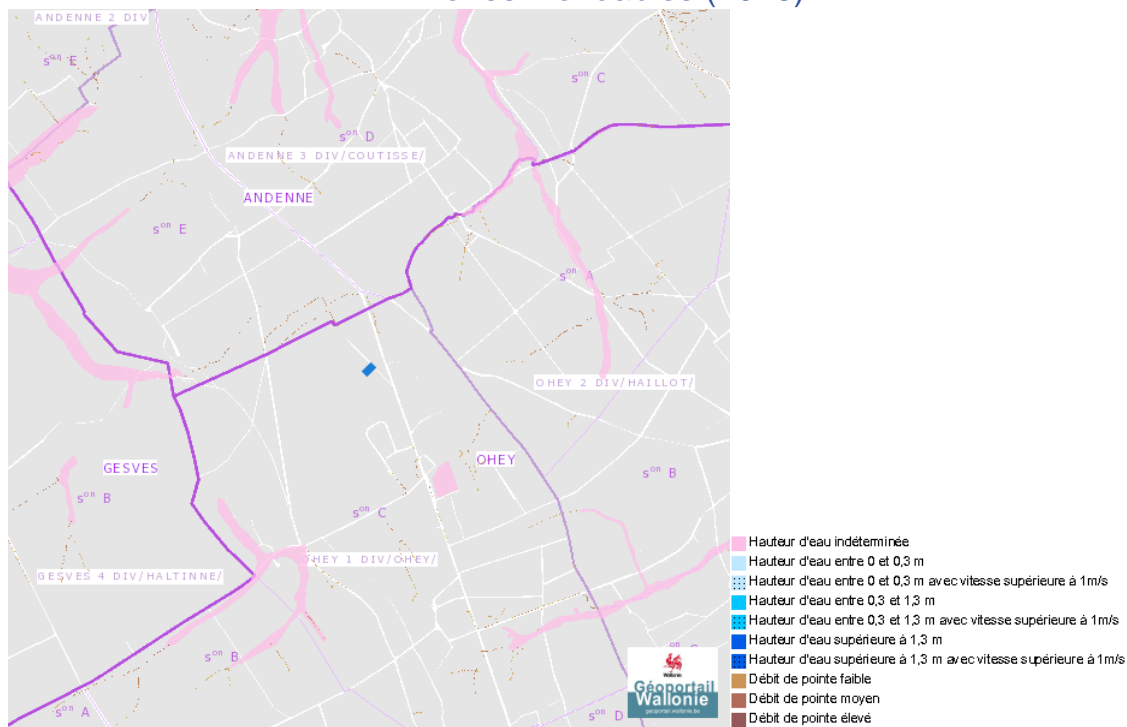 ANDENNE 2 DIV
sᵒⁿ E
sᵒⁿ C
sᵒⁿ D
ANDENNE 3 DIV/COUTISSE/
ANDENNE
sᵒⁿ E
sᵒⁿ A
OHEY 2 DIV/HAILLOT/
GESVES
OHEY
sᵒⁿ B
sᵒⁿ B
sᵒⁿ C
OHEY 1 DIV/OHEY/
GESVES 4 DIV/HALTINNE/
sᵒⁿ B
sᵒⁿ A
sᵒⁿ D
Hauteur d'eau indéterminée
Hauteur d'eau entre 0 et 0,3 m
Hauteur d'eau entre 0 et 0,3 m avec vitesse supérieure à 1m/s
Hauteur d'eau entre 0,3 et 1,3 m
Hauteur d'eau entre 0,3 et 1,3 m avec vitesse supérieure à 1m/s
Hauteur d'eau supérieure à 1,3 m
Hauteur d'eau supérieure à 1,3 m avec vitesse supérieure à 1m/s
Débit de pointe faible
Débit de pointe moyen
Débit de pointe élevé
Wallonie
Géoportail
Wallonie
geoportail.wallonie.be